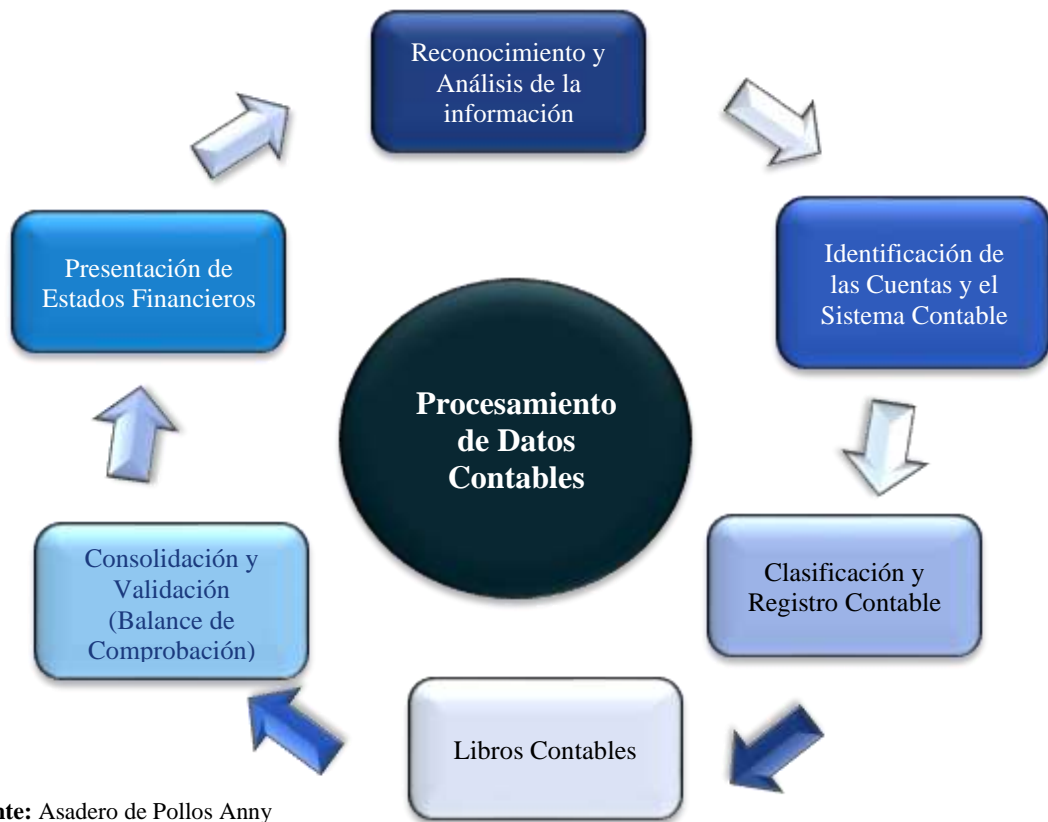 Reconocimiento y
Análisis de la
información
Identificación de
las Cuentas y el
Sistema Contable
Clasificación y
Registro Contable
Libros Contables
Consolidación y
Validación
(Balance de
Comprobación)
Presentación de
Estados Financieros
Procesamiento
de Datos
Contables
nte: Asadero de Pollos Anny